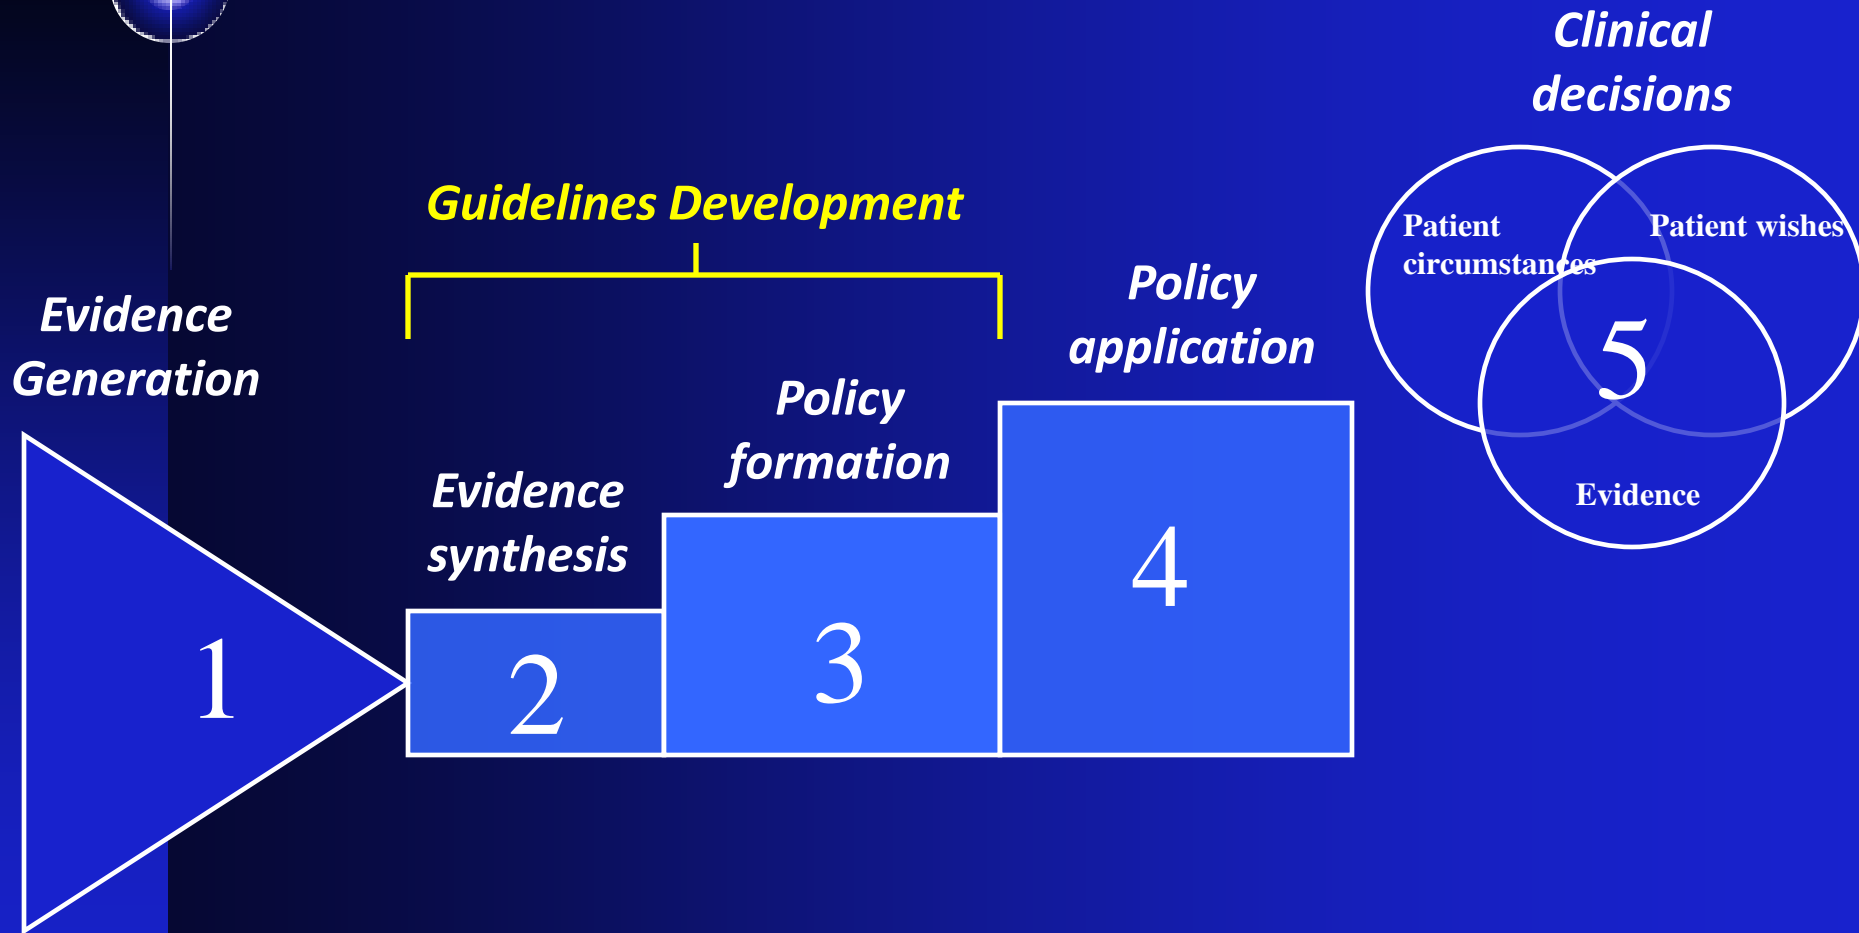 Clinical
decisions
Guidelines Development
Patient
circumstances
Patient wishes
5
Evidence
Policy
application
Evidence
Generation
Policy
formation
Evidence
synthesis
1
2
3
4